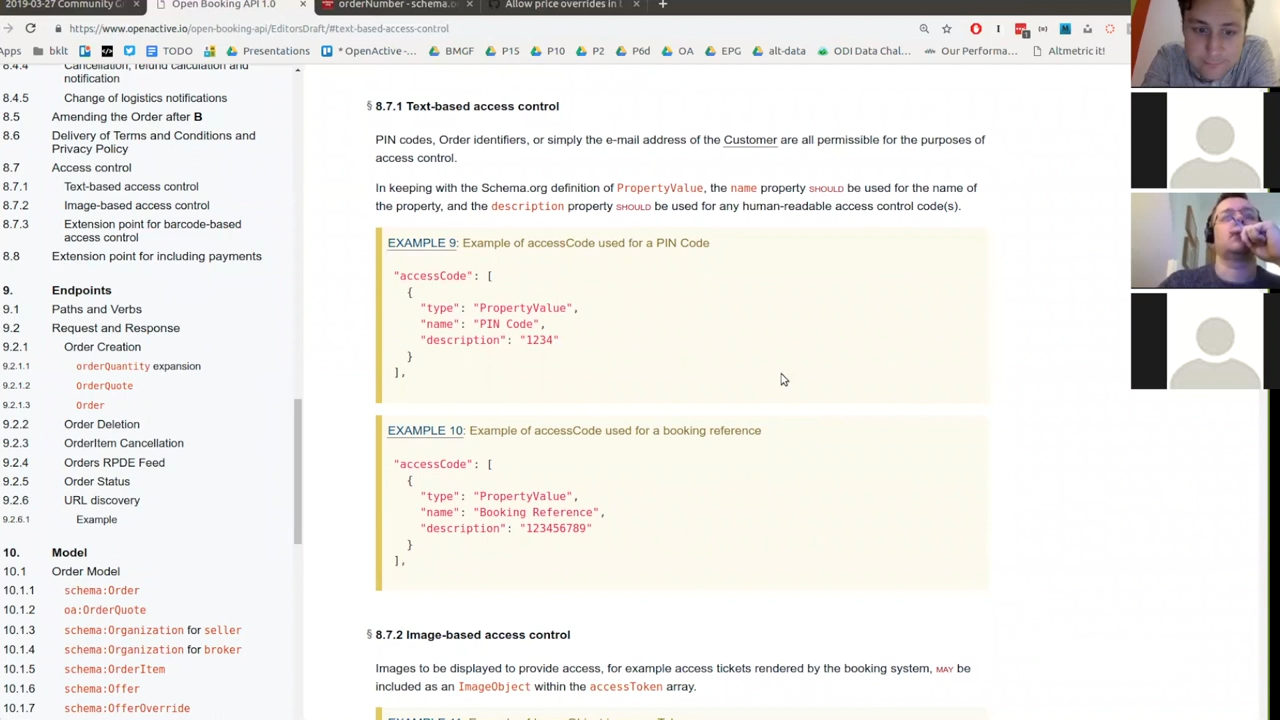 2019-03-27 Community G
Open Booking API 1.0
orderNumber - schema.o
Allow price overrides in
https://www.openactive.io/open-booking-api/EditorsDraft/#text-based-access-control
Apps bklt TODO Presentations * OpenActive -… BMGF P15 P10 P2 P6d OA EPG alt-data ODI Data Chal… Our Performa… Altmetric it!
8.4.4 Cancellation, refund calculation and
notification
8.4.5 Change of logistics notifications
8.5 Amending the Order after B
8.6 Delivery of Terms and Conditions and
Privacy Policy
8.7 Access control
8.7.1 Text-based access control
8.7.2 Image-based access control
8.7.3 Extension point for barcode-based
access control
8.8 Extension point for including payments
9. Endpoints
9.1 Paths and Verbs
9.2 Request and Response
9.2.1 Order Creation
9.2.1.1 orderQuantity expansion
9.2.1.2 OrderQuote
9.2.1.3 Order
9.2.2 Order Deletion
9.2.3 OrderItem Cancellation
9.2.4 Orders RPDE Feed
9.2.5 Order Status
9.2.6 URL discovery
9.2.6.1 Example
10. Model
10.1 Order Model
10.1.1 schema:Order
10.1.2 oa:OrderQuote
10.1.3 schema:Organization for seller
10.1.4 schema:Organization for broker
10.1.5 schema:OrderItem
10.1.6 schema:Offer
10.1.7 schema:OfferOverride
§ 8.7.1 Text-based access control
PIN codes, Order identifiers, or simply the e-mail address of the Customer are all permissible for the purposes of
access control.
In keeping with the Schema.org definition of PropertyValue, the name property SHOULD be used for the name of
the property, and the description property SHOULD be used for any human-readable access control code(s).
EXAMPLE 9: Example of accessCode used for a PIN Code
"accessCode": [
{
"type": "PropertyValue",
"name": "PIN Code",
"description": "1234"
}
],
EXAMPLE 10: Example of accessCode used for a booking reference
"accessCode": [
{
"type": "PropertyValue",
"name": "Booking Reference",
"description": "123456789"
}
],
§ 8.7.2 Image-based access control
Images to be displayed to provide access, for example access tickets rendered by the booking system, MAY be
included as an ImageObject within the accessToken array.